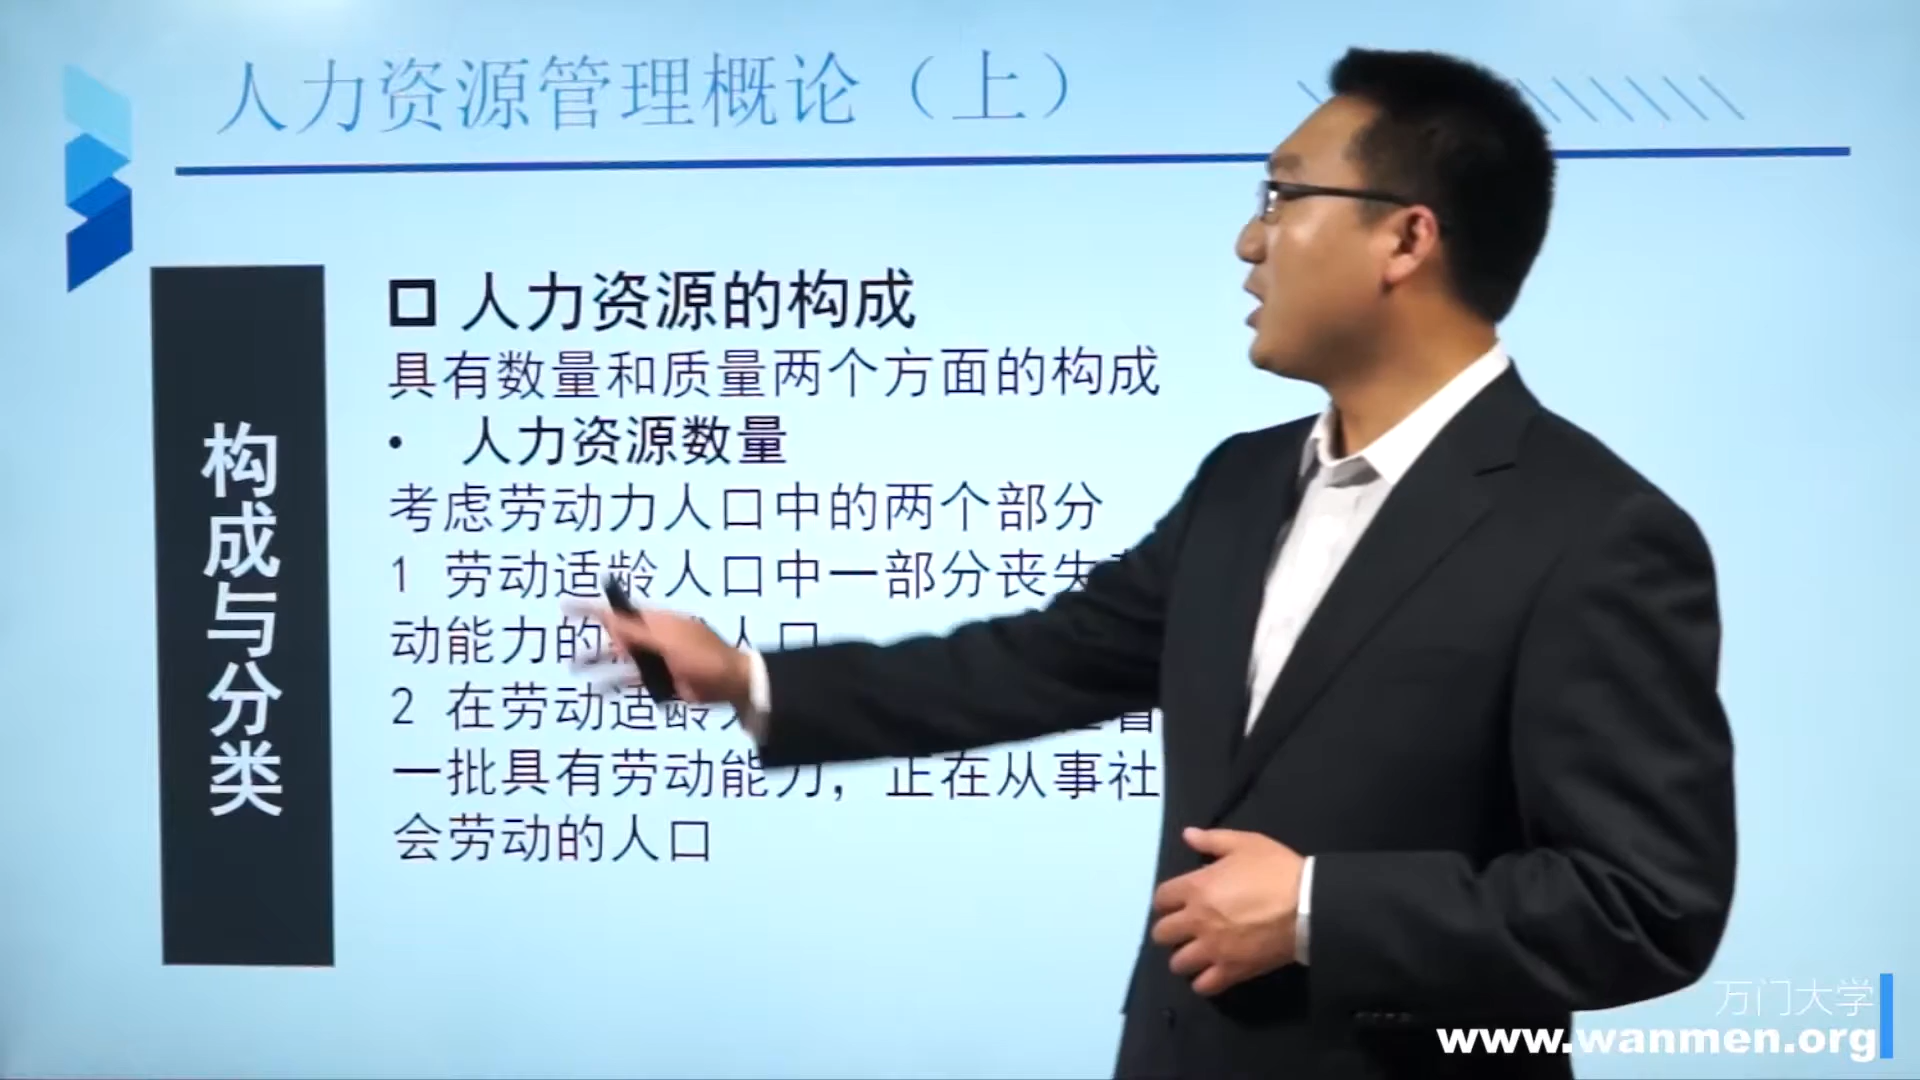 人力资源管理概论（上）
构成与分类
人力资源的构成
具有数量和质量两个方面的构成
• 人力资源数量
考虑劳动力人口中的两个部分
1 劳动适龄人口中一部分丧失
动能力的 人口
2 在劳动适龄
一批具有劳动能力，正在从事社
会劳动的人口
万门大学
www.wanmen.org